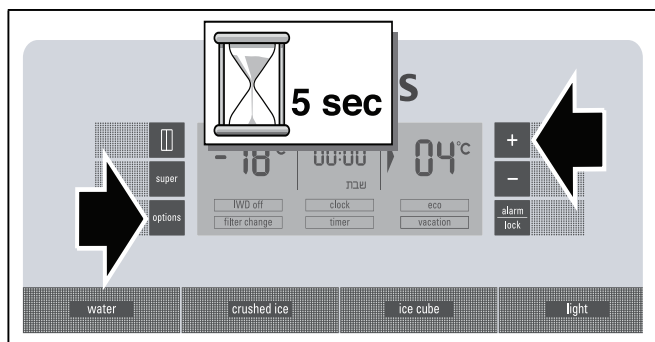 5 sec
S
super
options
-18°C
00:00
04°C
שבת
+
−
IWD off
clock
eco
filter change
timer
vacation
alarm
lock
water
crushed ice
ice cube
light